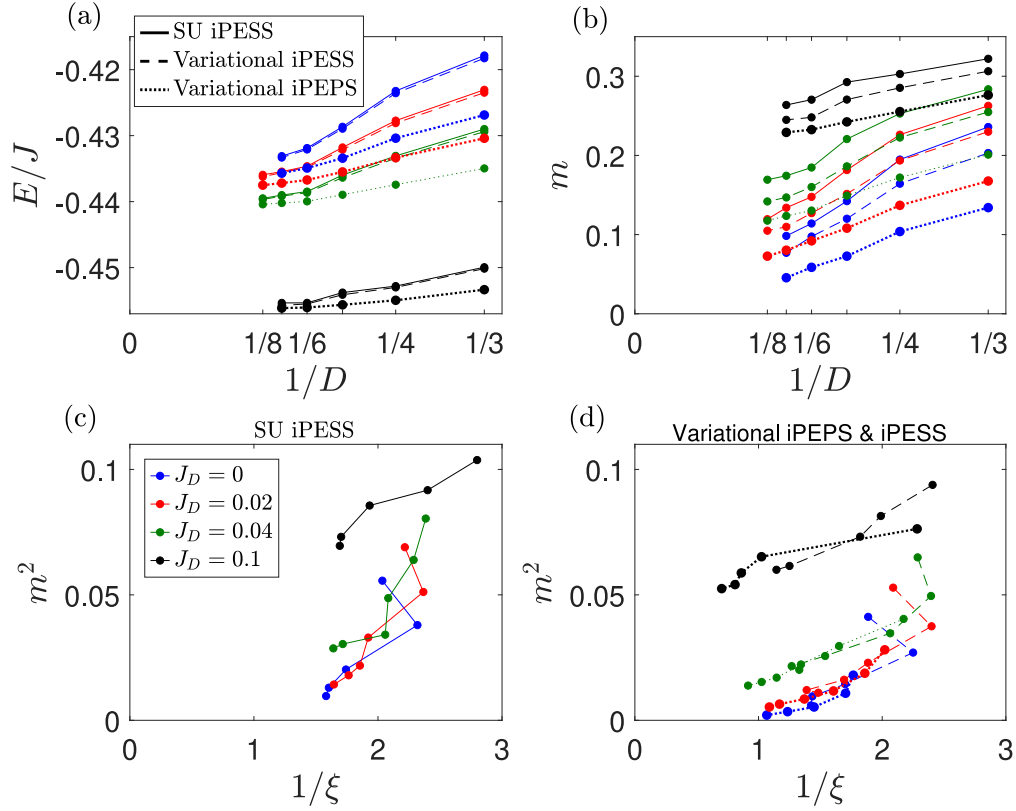 (a)
SU iPESS
Variational iPESS
Variational iPEPS
-0.42
-0.43
-0.44
-0.45
E/J
0
1/8
1/6
1/4
1/3
1/D
(b)
0.3
0.2
0.1
0
m
0
1/8
1/6
1/4
1/3
1/D
(c)
SU iPESS
J_D = 0
J_D = 0.02
J_D = 0.04
J_D = 0.1
0.1
0.05
0
m²
0
1
2
3
1/ξ
(d)
Variational iPEPS & iPESS
0.1
0.05
0
m²
0
1
2
3
1/ξ